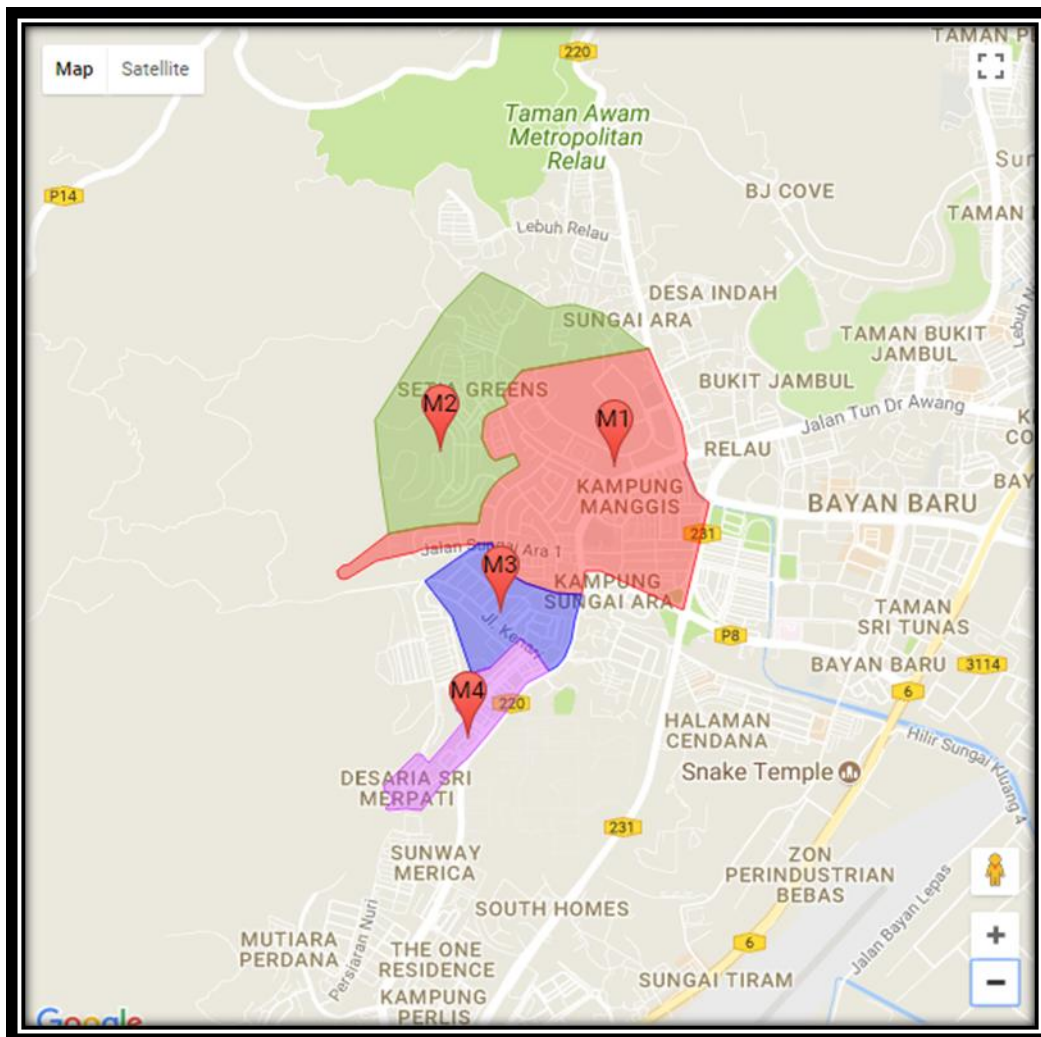 Map
Satellite
220
TAMAN
Taman Awam
Metropolitan
Relau
P14
BJ COVE
TAMAN
Lebuh Relau
DESA INDAH
SUNGAI ARA
TAMAN BUKIT
JAMBUL
SETIA GREENS
M2
M1
BUKIT JAMBUL
Jalan Tun Dr Awang
RELAU
KAMPUNG
MANGGIS
BAYAN BARU
231
Jalan Sungai Ara 1
M3
KAMPUNG
SUNGAI ARA
TAMAN
SRI TUNAS
Jl. Kenari
P8
BAYAN BARU
3114
M4
220
6
HALAMAN
CENDANA
Hilir Sungai Kluang 4
Snake Temple
DESARIA SRI
MERPATI
231
SUNWAY
MERICA
ZON
PERINDUSTRIAN
BEBAS
Jalan Bayan Lepas
SOUTH HOMES
Persiaran Nuri
MUTIARA
PERDANA
THE ONE
RESIDENCE
6
SUNGAI TIRAM
KAMPUNG
PERLIS
Google